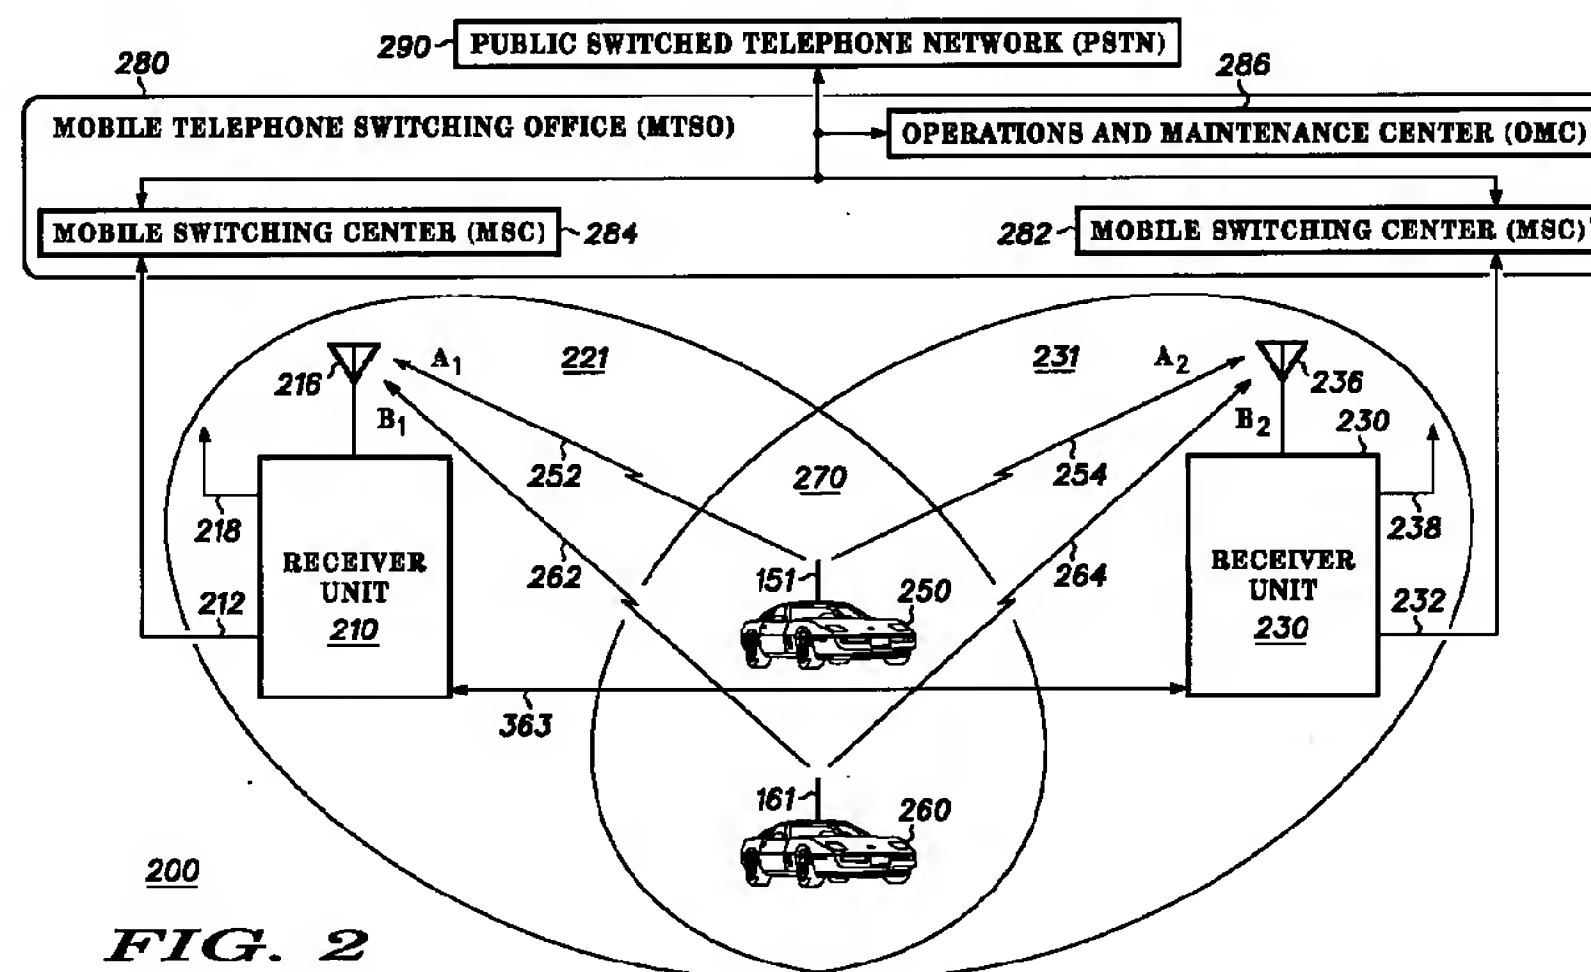 290 PUBLIC SWITCHED TELEPHONE NETWORK (PSTN)
280
286
MOBILE TELEPHONE SWITCHING OFFICE (MTSO)
OPERATIONS AND MAINTENANCE CENTER (OMC)
MOBILE SWITCHING CENTER (MSC) 284
282 MOBILE SWITCHING CENTER (MSC)
216 A1 221
231 A2 236
B1
B2 230
252 270 254
218
238
RECEIVER
UNIT
210
262 151 250 264
RECEIVER
UNIT
230
212
232
363
161 260
200
FIG. 2